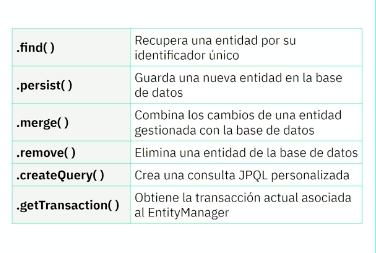 .find( )
Recupera una entidad por su
identificador único
.persist( )
Guarda una nueva entidad en la base
de datos
.merge( )
Combina los cambios de una entidad
gestionada con la base de datos
.remove( )
Elimina una entidad de la base de datos
.createQuery( )
Crea una consulta JPQL personalizada
.getTransaction( )
Obtiene la transacción actual asociada
al EntityManager